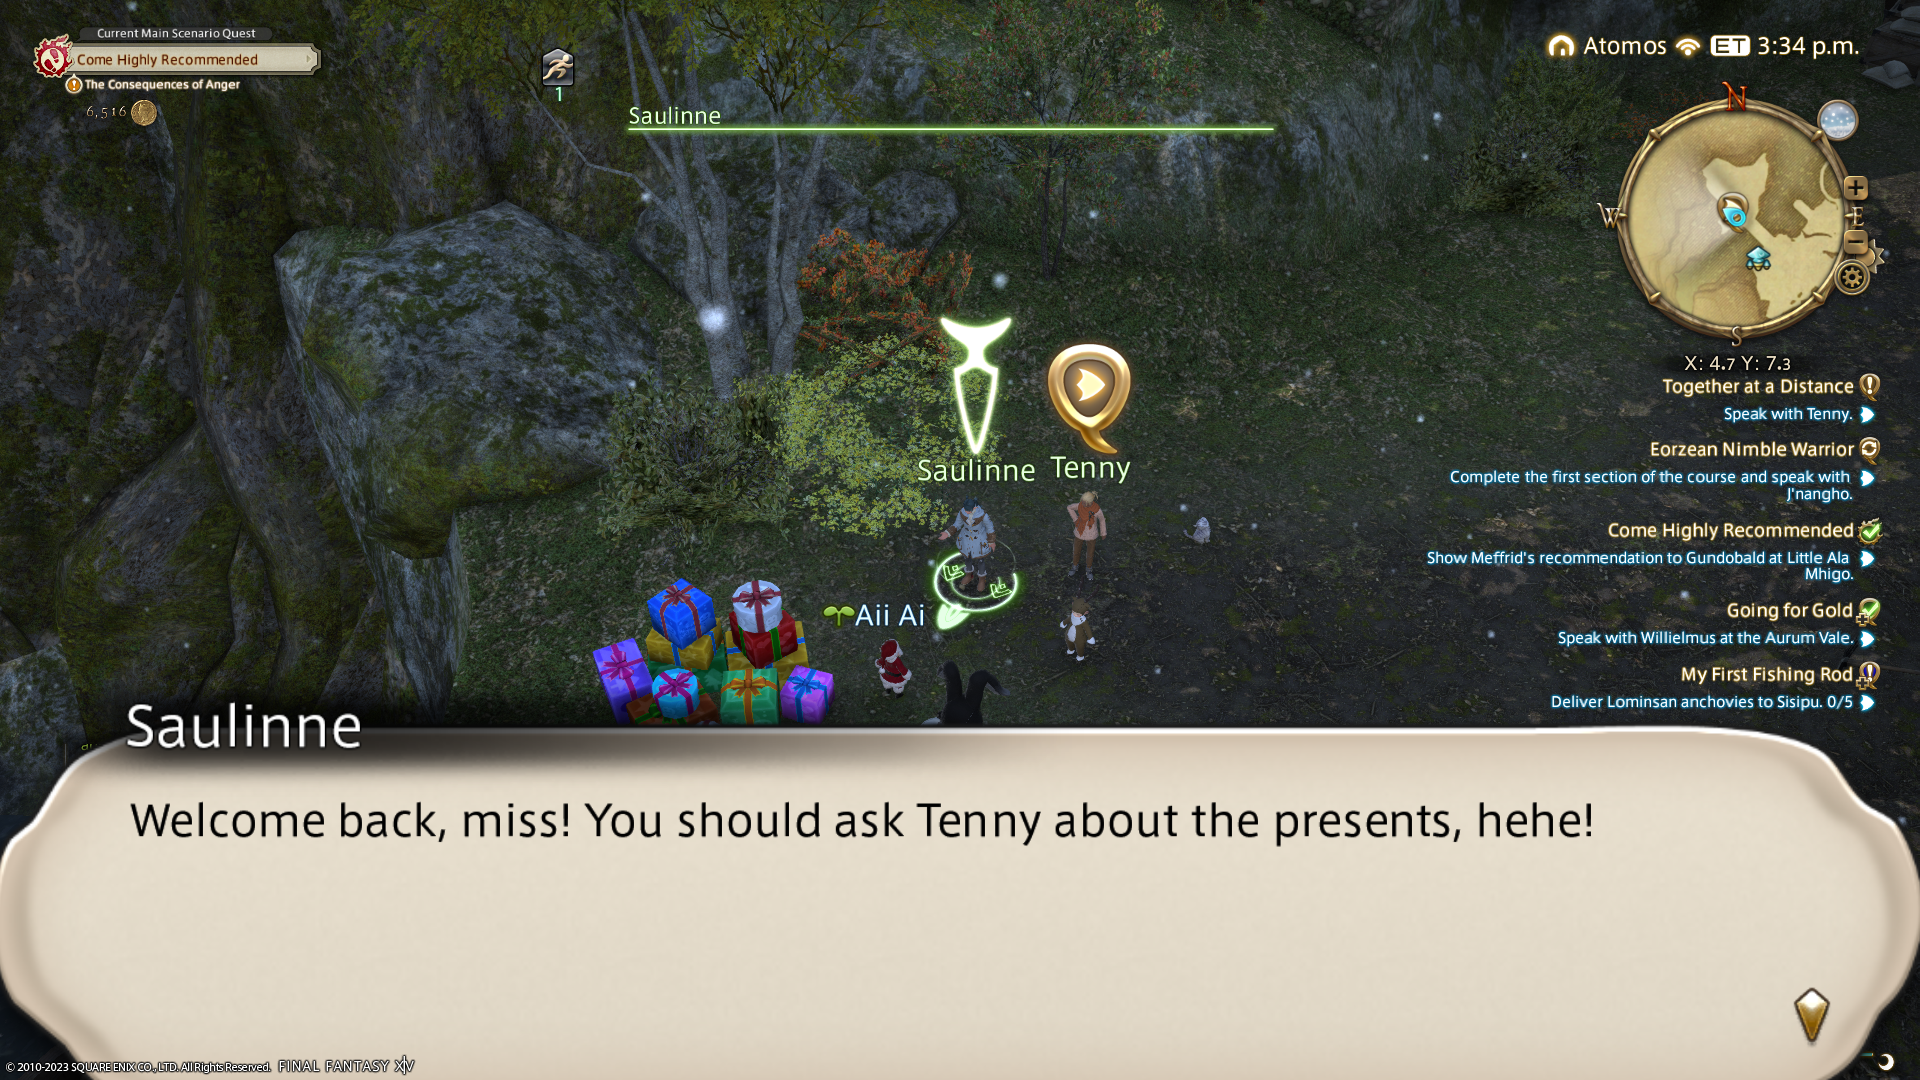 Current Main Scenario Quest
Come Highly Recommended
The Consequences of Anger
6,516
1
Saulinne
Atomos ET 3:34 p.m.
N
W
E
S
X: 4.7 Y: 7.3
Together at a Distance
Speak with Tenny.
Eorzean Nimble Warrior
Complete the first section of the course and speak with
J'nangho.
Come Highly Recommended
Show Meffrid's recommendation to Gundobald at Little Ala
Mhigo.
Going for Gold
Speak with Willielmus at the Aurum Vale.
My First Fishing Rod
Deliver Lominsan anchovies to Sisipu. 0/5
Saulinne Tenny
Aii Ai
Saulinne
Welcome back, miss! You should ask Tenny about the presents, hehe!
© 2010-2023 SQUARE ENIX CO., LTD. All Rights Reserved. FINAL FANTASY XIV